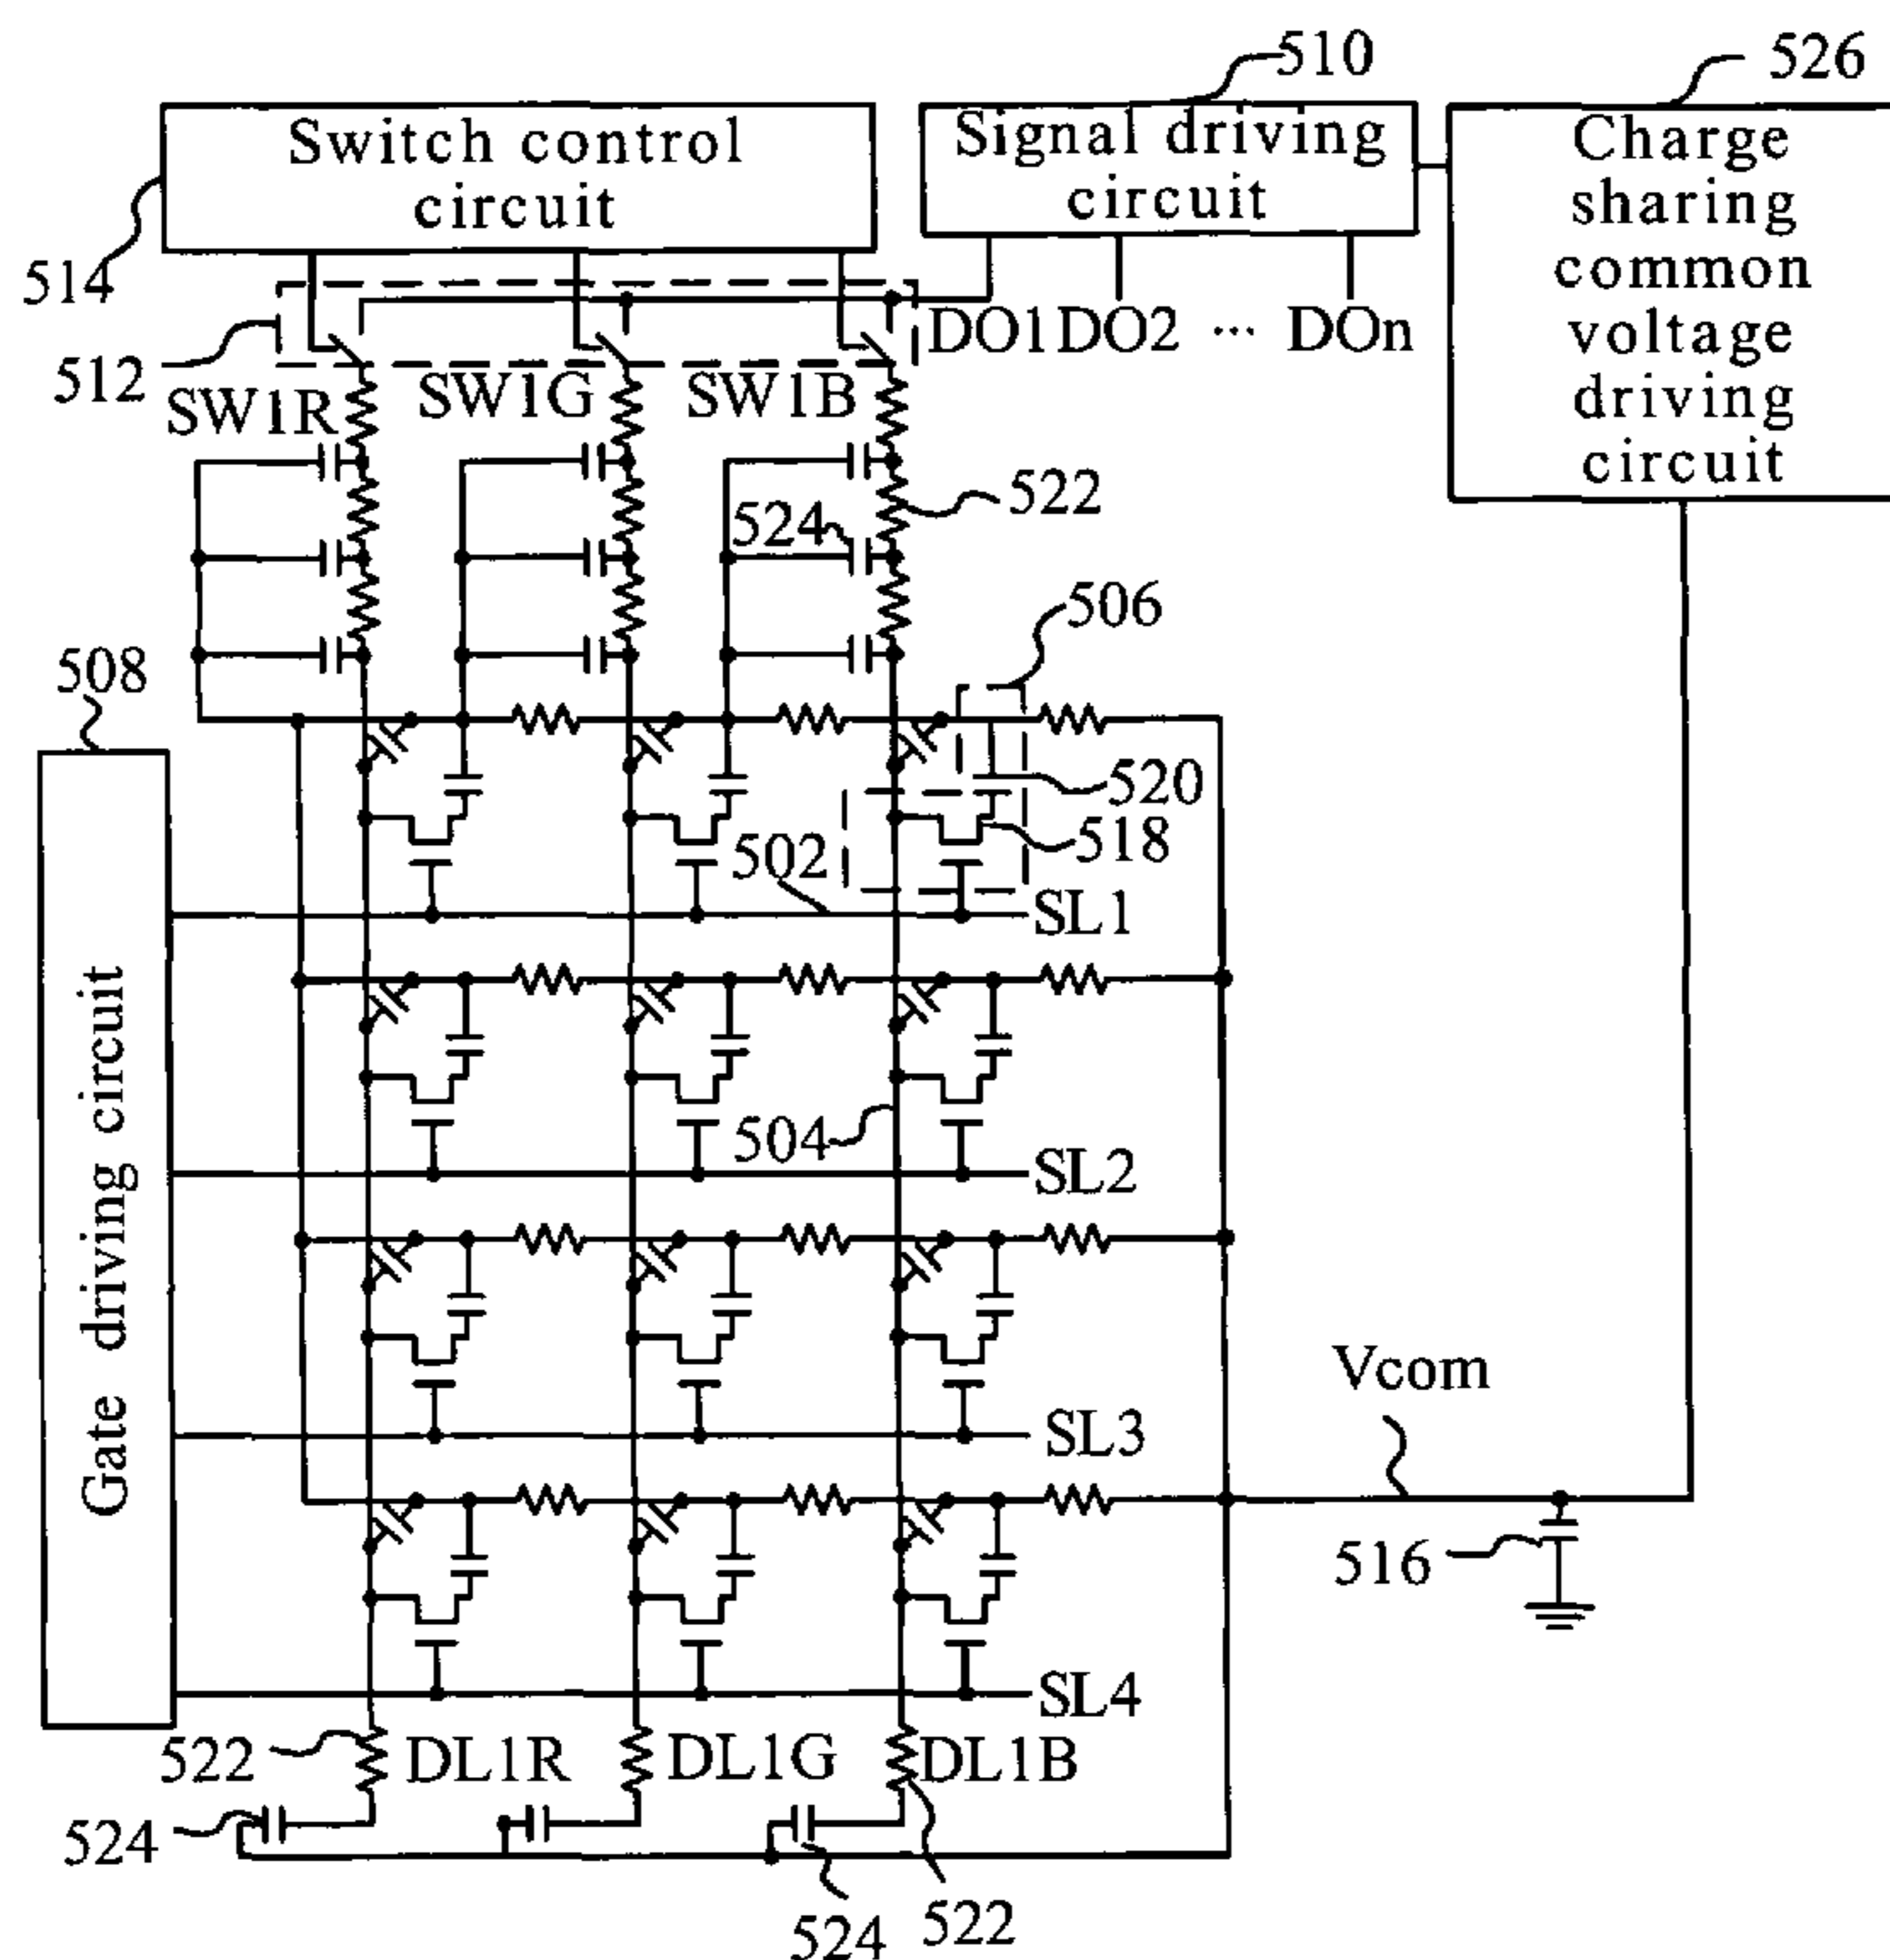 510
526
Switch control
circuit
Signal driving
circuit
Charge
sharing
common
voltage
driving
circuit
514
512
DO1 DO2 ... DOn
SW1R
SW1G
SW1B
522
524
506
508
520
518
502
SL1
Gate driving circuit
504
SL2
Vcom
SL3
516
SL4
522
DL1R
DL1G
DL1B
524
524
522